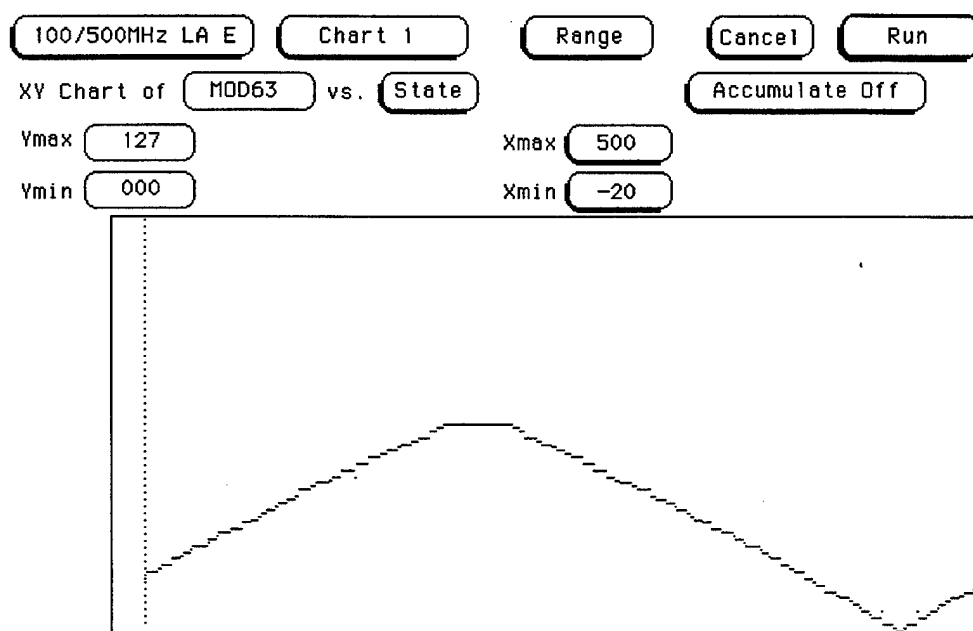 100/500MHz LA E Chart 1 Range Cancel Run
XY Chart of MOD63 vs. State Accumulate Off
Ymax 127 Xmax 500
Ymin 000 Xmin -20